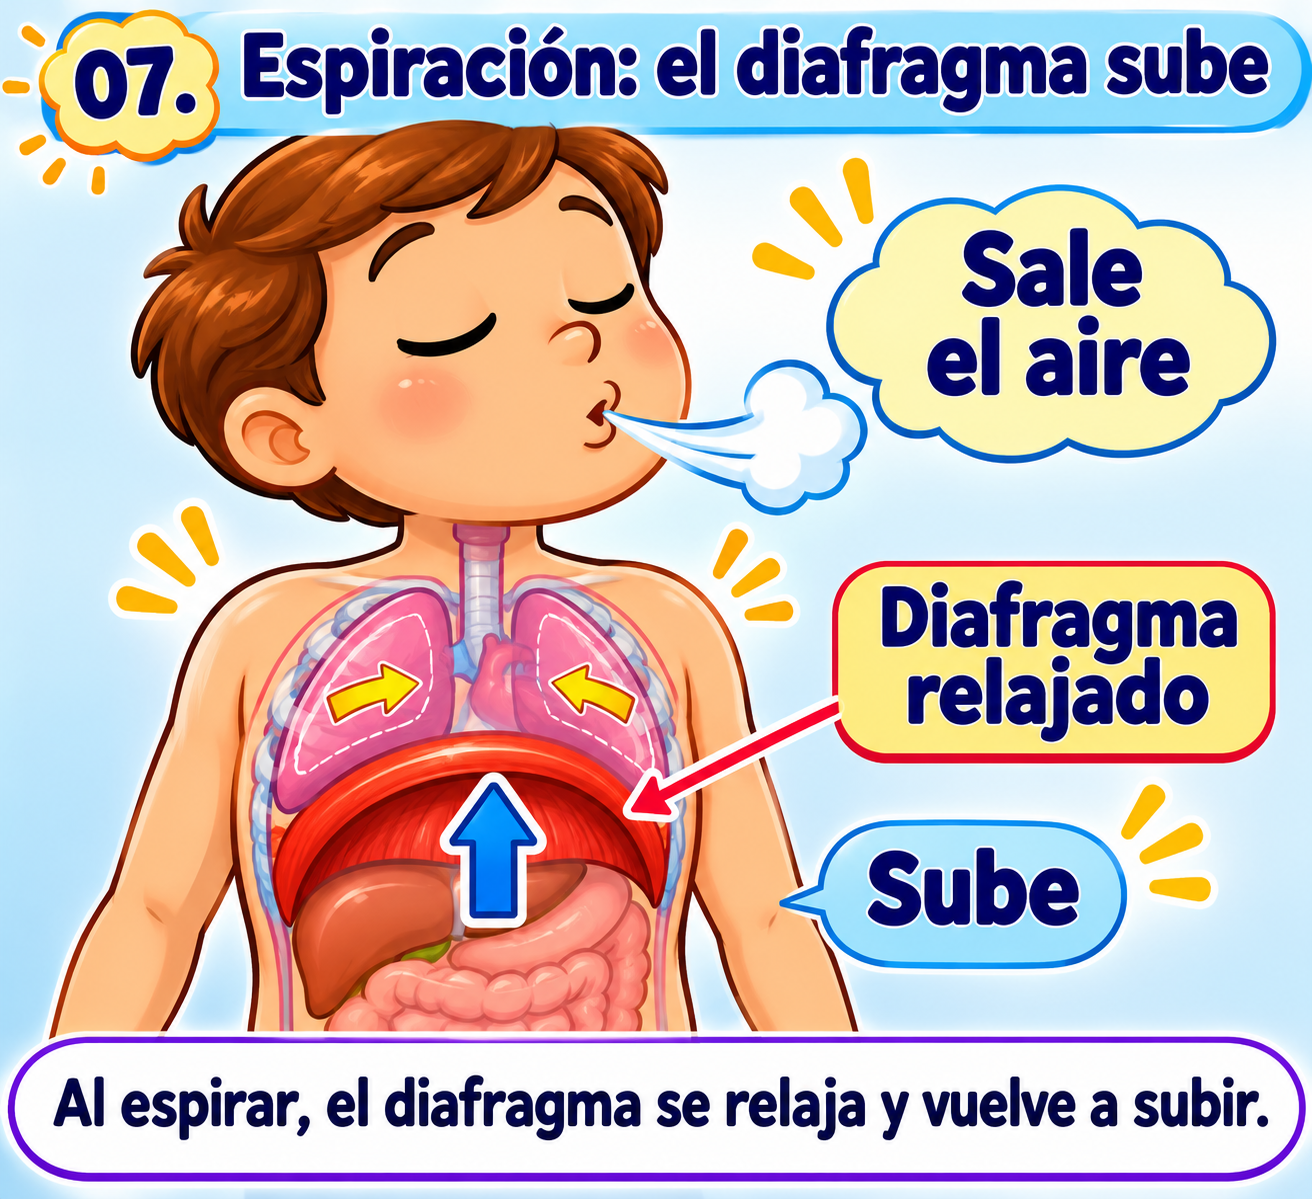 07. Espiración: el diafragma sube
Sale
el aire
Diafragma
relajado
Sube
Al espirar, el diafragma se relaja y vuelve a subir.